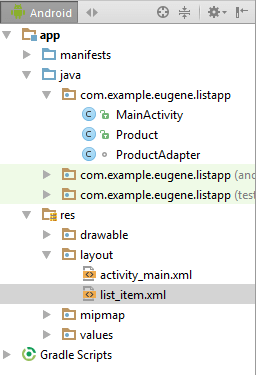 Android
app
manifests
java
com.example.eugene.listapp
MainActivity
Product
ProductAdapter
com.example.eugene.listapp (and
com.example.eugene.listapp (test
res
drawable
layout
activity_main.xml
list_item.xml
mipmap
values
Gradle Scripts